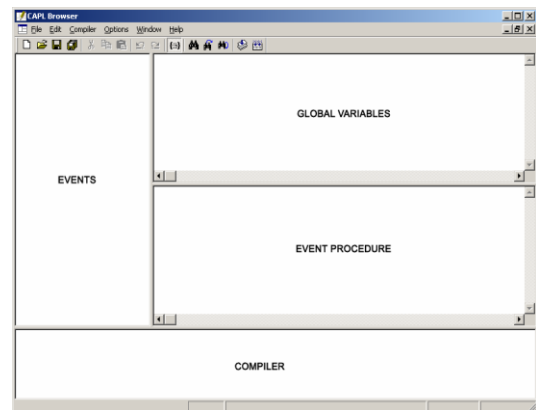 CAPL Browser
File Edit Compiler Options Window Help
GLOBAL VARIABLES
EVENTS
EVENT PROCEDURE
COMPILER